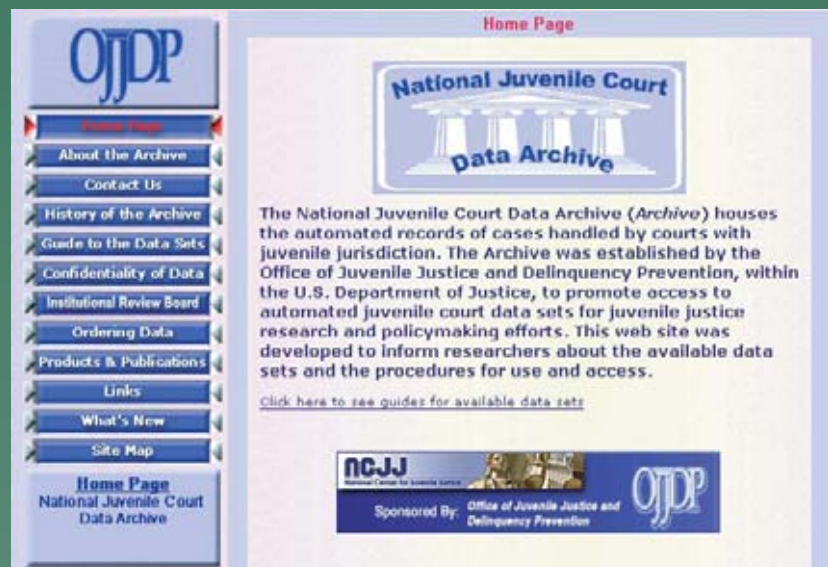 OJJDP
Home Page
About the Archive
Contact Us
History of the Archive
Guide to the Data Sets
Confidentiality of Data
Institutional Review Board
Ordering Data
Products & Publications
Links
What's New
Site Map
Home Page
National Juvenile Court
Data Archive
Home Page
National Juvenile Court
Data Archive
The National Juvenile Court Data Archive (Archive) houses
the automated records of cases handled by courts with
juvenile jurisdiction. The Archive was established by the
Office of Juvenile Justice and Delinquency Prevention, within
the U.S. Department of Justice, to promote access to
automated juvenile court data sets for juvenile justice
research and policymaking efforts. This web site was
developed to inform researchers about the available data
sets and the procedures for use and access.
Click here to see guides for available data sets
NCJJ
National Center for Juvenile Justice
Sponsored By: Office of Juvenile Justice and
Delinquency Prevention
OJJDP